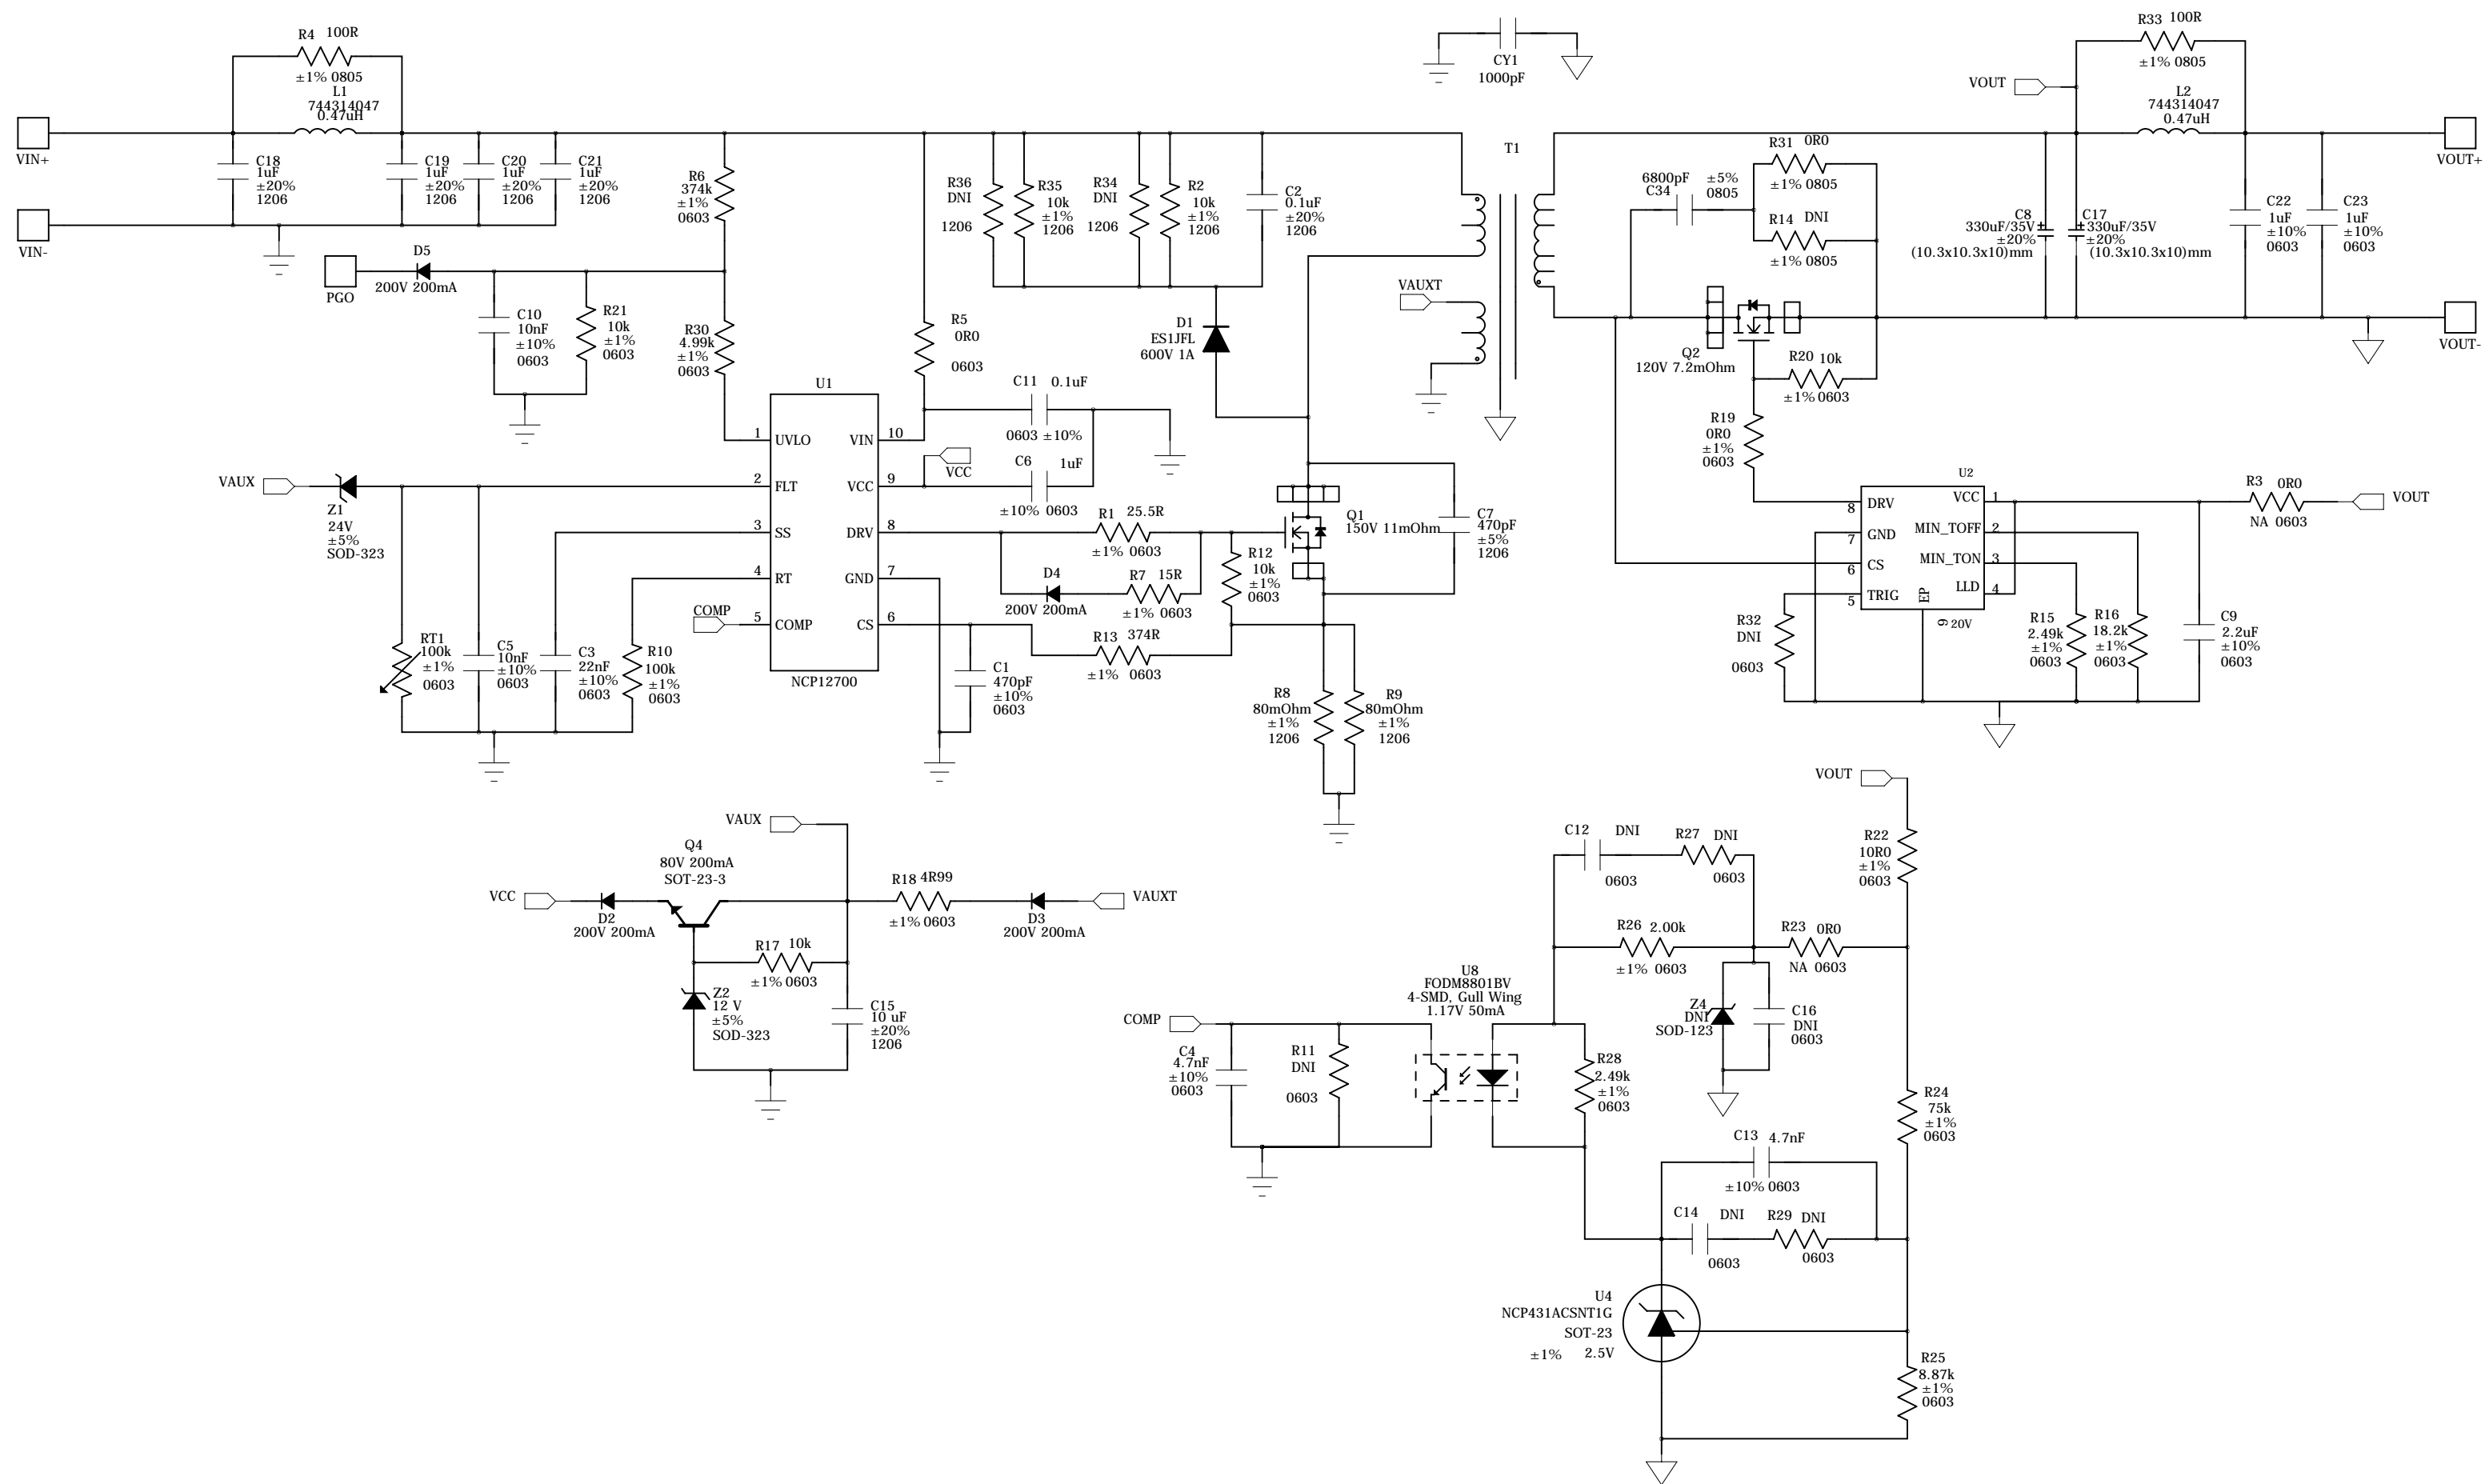 R4 100R
±1% 0805
L1
744314047
0.47uH
VIN+
VIN-
C18
1uF
±20%
1206
C19
1uF
±20%
1206
C20
1uF
±20%
1206
C21
1uF
±20%
1206
R6
374k
±1%
0603
D5
200V 200mA
PGO
C10
10nF
±10%
0603
R21
10k
±1%
0603
R30
4.99k
±1%
0603
R5
0R0
0603
R36
DNI
1206
R35
10k
±1%
1206
R34
DNI
1206
R2
10k
±1%
1206
C2
0.1uF
±20%
1206
D1
ES1JFL
600V 1A
CY1
1000pF
T1
VAUXT
R31 0R0
±1% 0805
6800pF ±5%
C34 0805
R14 DNI
±1% 0805
Q2
120V 7.2mOhm
R20 10k
±1% 0603
R19
0R0
±1%
0603
VOUT
R33 100R
±1% 0805
L2
744314047
0.47uH
VOUT+
VOUT-
C8
330uF/35V
±20%
(10.3x10.3x10)mm
C17
330uF/35V
±20%
(10.3x10.3x10)mm
C22
1uF
±10%
0603
C23
1uF
±10%
0603
U1
1 UVLO
2 FLT
3 SS
4 RT
5 COMP
VIN 10
VCC 9
DRV 8
GND 7
CS 6
NCP12700
C11 0.1uF
0603 ±10%
VCC
C6 1uF
±10% 0603
R1 25.5R
±1% 0603
D4
200V 200mA
R7 15R
±1% 0603
R12
10k
±1%
0603
R13 374R
±1% 0603
C1
470pF
±10%
0603
Q1
150V 11mOhm
C7
470pF
±5%
1206
R8
80mOhm
±1%
1206
R9
80mOhm
±1%
1206
VAUX
Z1
24V
±5%
SOD-323
RT1
100k
±1%
0603
C5
10nF
±10%
0603
C3
22nF
±10%
0603
R10
100k
±1%
0603
COMP
U2
DRV 8
GND 7
CS 6
TRIG 5
VCC 1
MIN_TOFF 2
MIN_TON 3
LLD 4
EP
9 20V
R3 0R0
NA 0603
VOUT
R32
DNI
0603
R15
2.49k
±1%
0603
R16
18.2k
±1%
0603
C9
2.2uF
±10%
0603
VAUX
Q4
80V 200mA
SOT-23-3
VCC
D2
200V 200mA
R18 4R99
±1% 0603
D3
200V 200mA
VAUXT
R17 10k
±1% 0603
Z2
12 V
±5%
SOD-323
C15
10 uF
±20%
1206
VOUT
R22
10R0
±1%
0603
C12 DNI
0603
R27 DNI
0603
R26 2.00k
±1% 0603
R23 0R0
NA 0603
U8
FODM8801BV
4-SMD, Gull Wing
1.17V 50mA
COMP
C4
4.7nF
±10%
0603
R11
DNI
0603
R28
2.49k
±1%
0603
Z4
DNI
SOD-123
C16
DNI
0603
R24
75k
±1%
0603
C13 4.7nF
±10% 0603
C14 DNI
0603
R29 DNI
0603
U4
NCP431ACSNT1G
SOT-23
±1% 2.5V
R25
8.87k
±1%
0603